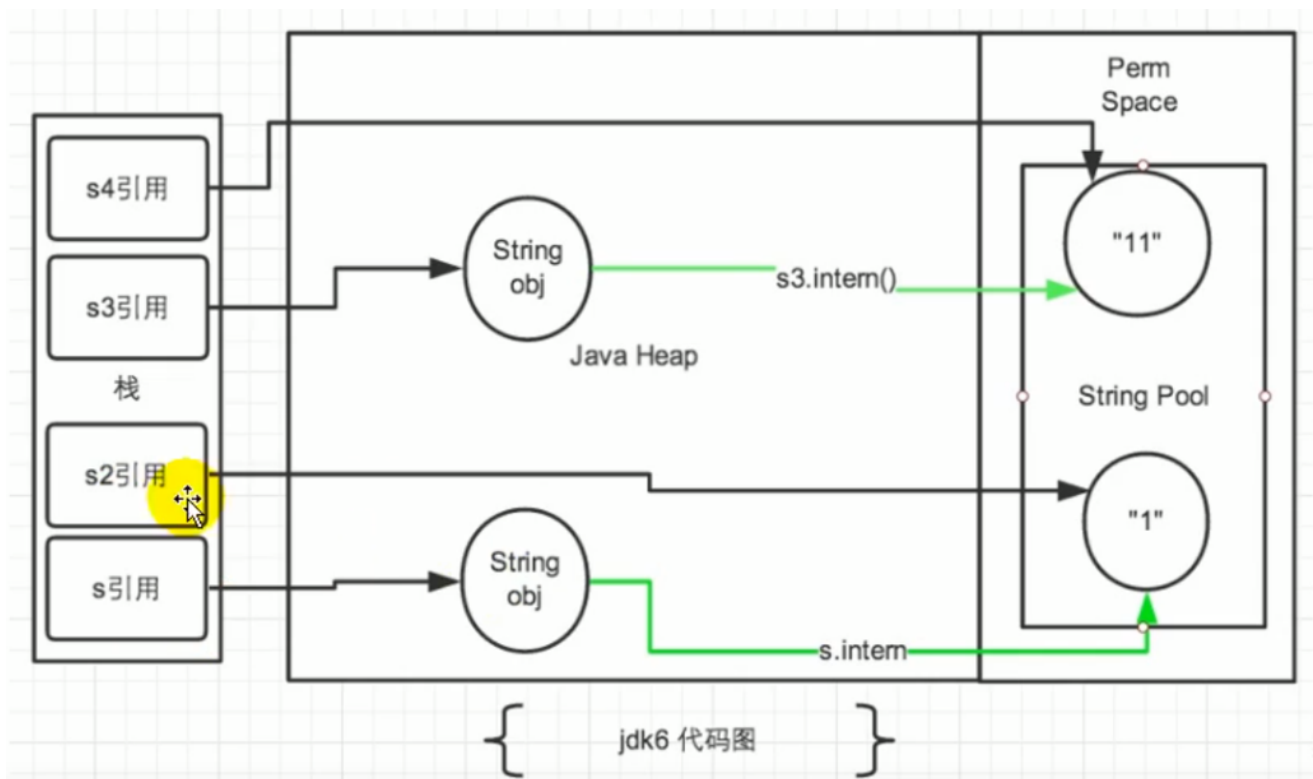 Perm
Space
s4引用
"11"
String
obj
s3.intern()
s3引用
Java Heap
栈
String Pool
s2引用
"1"
String
obj
s引用
s.intern
jdk6 代码图